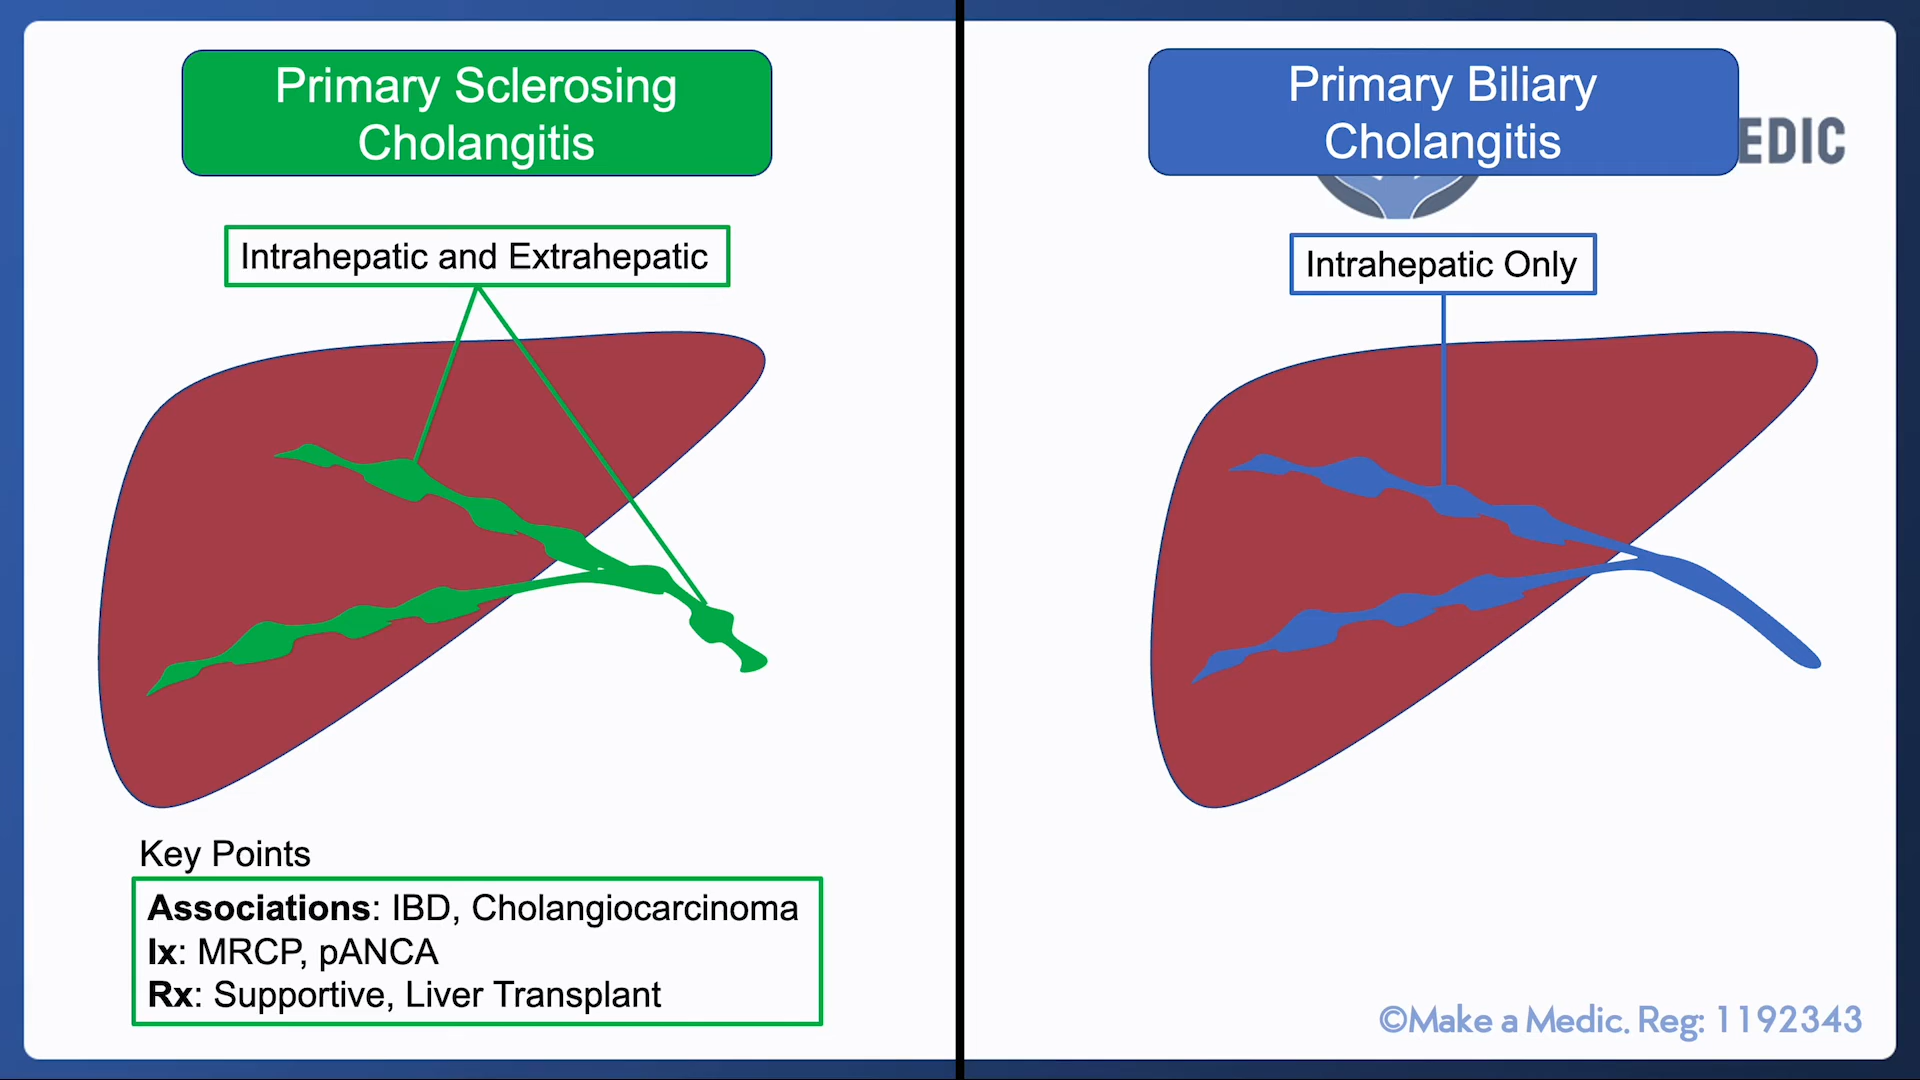 Primary Sclerosing
Cholangitis
Intrahepatic and Extrahepatic
Key Points
Associations: IBD, Cholangiocarcinoma
Ix: MRCP, pANCA
Rx: Supportive, Liver Transplant
Primary Biliary
Cholangitis
EDIC
Intrahepatic Only
©Make a Medic. Reg: 1192343